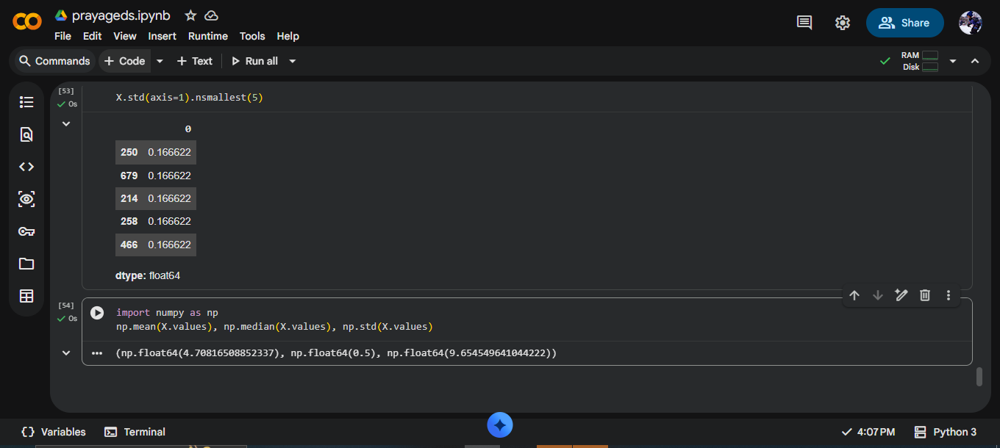 prayageds.ipynb
File Edit View Insert Runtime Tools Help
Share
Commands + Code + Text Run all
RAM
Disk
[53]
0s
X.std(axis=1).nsmallest(5)
0
250 0.166622
679 0.166622
214 0.166622
258 0.166622
466 0.166622
dtype: float64
[54]
0s
import numpy as np
np.mean(X.values), np.median(X.values), np.std(X.values)
(np.float64(4.70816508852337), np.float64(0.5), np.float64(9.654549641044222))
{} Variables Terminal
4:07 PM Python 3